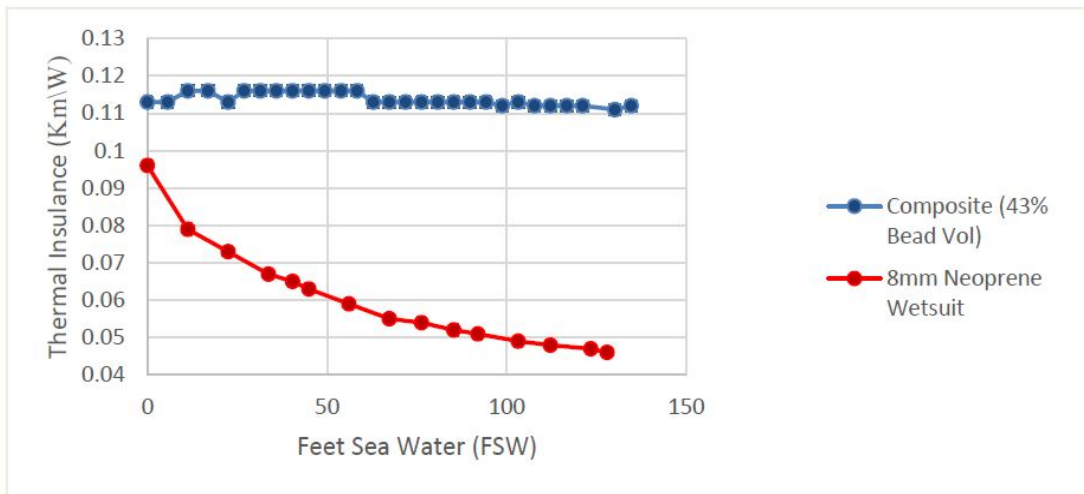 0.13
0.12
0.11
0.1
0.09
0.08
0.07
0.06
0.05
0.04
Thermal Insulance (Km\W)
0
50
100
150
Feet Sea Water (FSW)
Composite (43%
Bead Vol)
8mm Neoprene
Wetsuit